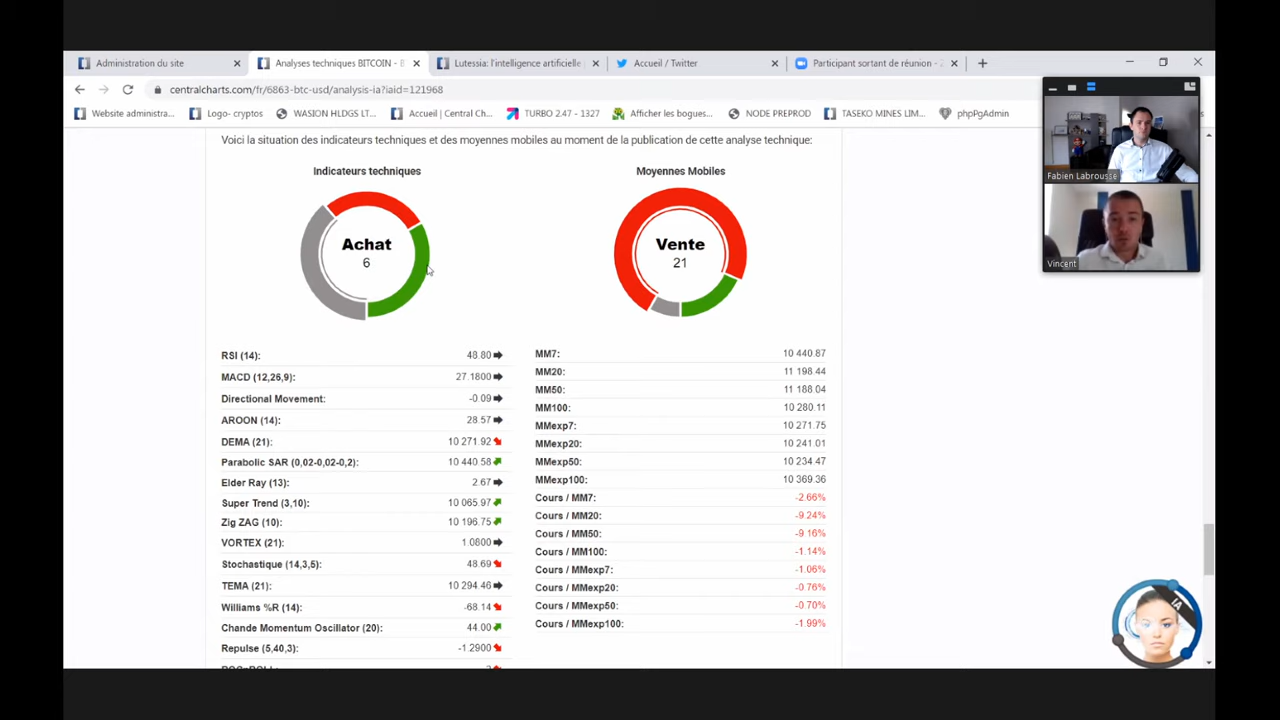 Administration du site
Analyses techniques BITCOIN - B
Lutessia: l'intelligence artificielle
Accueil / Twitter
Participant sortant de réunion - Z
centralcharts.com/fr/6863-btc-usd/analysis-ia?iaid=121968
Website administra...
Logo- cryptos
WASION HLDGS LT...
Accueil | Central Ch...
TURBO 2.47 - 1327
Afficher les bogues...
NODE PREPROD
TASEKO MINES LIM...
phpPgAdmin
Voici la situation des indicateurs techniques et des moyennes mobiles au moment de la publication de cette analyse technique:
Indicateurs techniques
Achat
6
Moyennes Mobiles
Vente
21
RSI (14): 48.80
MACD (12,26,9): 27.1800
Directional Movement: -0.09
AROON (14): 28.57
DEMA (21): 10 271.92
Parabolic SAR (0,02-0,02-0,2): 10 440.58
Elder Ray (13): 2.67
Super Trend (3,10): 10 065.97
Zig ZAG (10): 10 196.75
VORTEX (21): 1.0800
Stochastique (14,3,5): 48.69
TEMA (21): 10 294.46
Williams %R (14): -68.14
Chande Momentum Oscillator (20): 44.00
Repulse (5,40,3): -1.2900
MM7: 10 440.87
MM20: 11 198.44
MM50: 11 188.04
MM100: 10 280.11
MMexp7: 10 271.75
MMexp20: 10 241.01
MMexp50: 10 234.47
MMexp100: 10 369.36
Cours / MM7: -2.66%
Cours / MM20: -9.24%
Cours / MM50: -9.16%
Cours / MM100: -1.14%
Cours / MMexp7: -1.06%
Cours / MMexp20: -0.76%
Cours / MMexp50: -0.70%
Cours / MMexp100: -1.99%
Fabien Labrousse
Vincent
IA